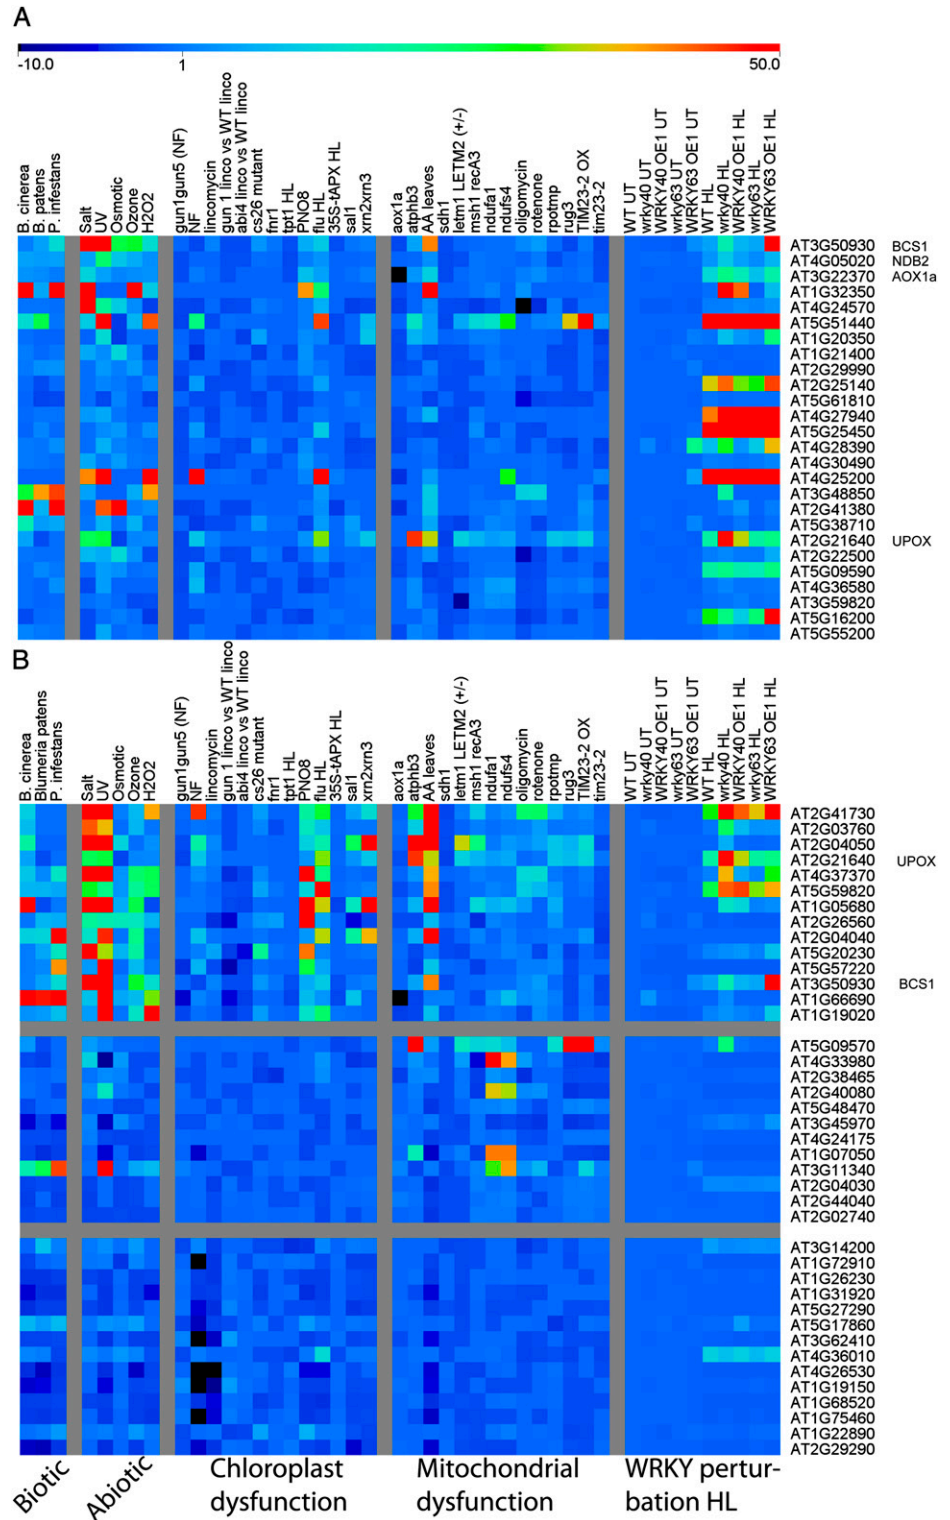 A
-10.0 1 50.0
B. cinerea
B. patens
P. infestans
Salt
UV
Osmotic
Ozone
H2O2
gun1gun5 (NF)
NF
lincomycin
gun 1 linco vs WT linco
abi4 linco vs WT linco
cs26 mutant
fnr1
tpt1 HL
PNO8
flu HL
35S-tAPX HL
sal1
xrn2xrn3
aox1a
atphb3
AA leaves
sdh1
letm1 LETM2 (+/-)
msh1 recA3
ndufa1
ndufs4
oligomycin
rotenone
rpotmp
rug3
TIM23-2 OX
tim23-2
WT UT
wrky40 UT
WRKY40 OE1 UT
wrky63 UT
WRKY63 OE1 UT
WT HL
wrky40 HL
WRKY40 OE1 HL
wrky63 HL
WRKY63 OE1 HL
AT3G50930 BCS1
AT4G05020 NDB2
AT3G22370 AOX1a
AT1G32350
AT4G24570
AT5G51440
AT1G20350
AT1G21400
AT2G29990
AT2G25140
AT5G61810
AT4G27940
AT5G25450
AT4G28390
AT4G30490
AT4G25200
AT3G48850
AT2G41380
AT5G38710
AT2G21640 UPOX
AT2G22500
AT5G09590
AT4G36580
AT3G59820
AT5G16200
AT5G55200
B
B. cinerea
Blumeria patens
P. infestans
Salt
UV
Osmotic
Ozone
H2O2
gun1gun5 (NF)
NF
lincomycin
gun 1 linco vs WT linco
abi4 linco vs WT linco
cs26 mutant
fnr1
tpt1 HL
PNO8
flu HL
35S-tAPX HL
sal1
xrn2xrn3
aox1a
atphb3
AA leaves
sdh1
letm1 LETM2 (+/-)
msh1 recA3
ndufa1
ndufs4
oligomycin
rotenone
rpotmp
rug3
TIM23-2 OX
tim23-2
WT UT
wrky40 UT
WRKY40 OE1 UT
wrky63 UT
WRKY63 OE1 UT
WT HL
wrky40 HL
WRKY40 OE1 HL
wrky63 HL
WRKY63 OE1 HL
AT2G41730
AT2G03760
AT2G04050
AT2G21640 UPOX
AT4G37370
AT5G59820
AT1G05680
AT2G26560
AT2G04040
AT5G20230
AT5G57220
AT3G50930 BCS1
AT1G66690
AT1G19020
AT5G09570
AT4G33980
AT2G38465
AT2G40080
AT5G48470
AT3G45970
AT4G24175
AT1G07050
AT3G11340
AT2G04030
AT2G44040
AT2G02740
AT3G14200
AT1G72910
AT1G26230
AT1G31920
AT5G27290
AT5G17860
AT3G62410
AT4G36010
AT4G26530
AT1G19150
AT1G68520
AT1G75460
AT1G22890
AT2G29290
Biotic
Abiotic
Chloroplast
dysfunction
Mitochondrial
dysfunction
WRKY pertur-
bation HL